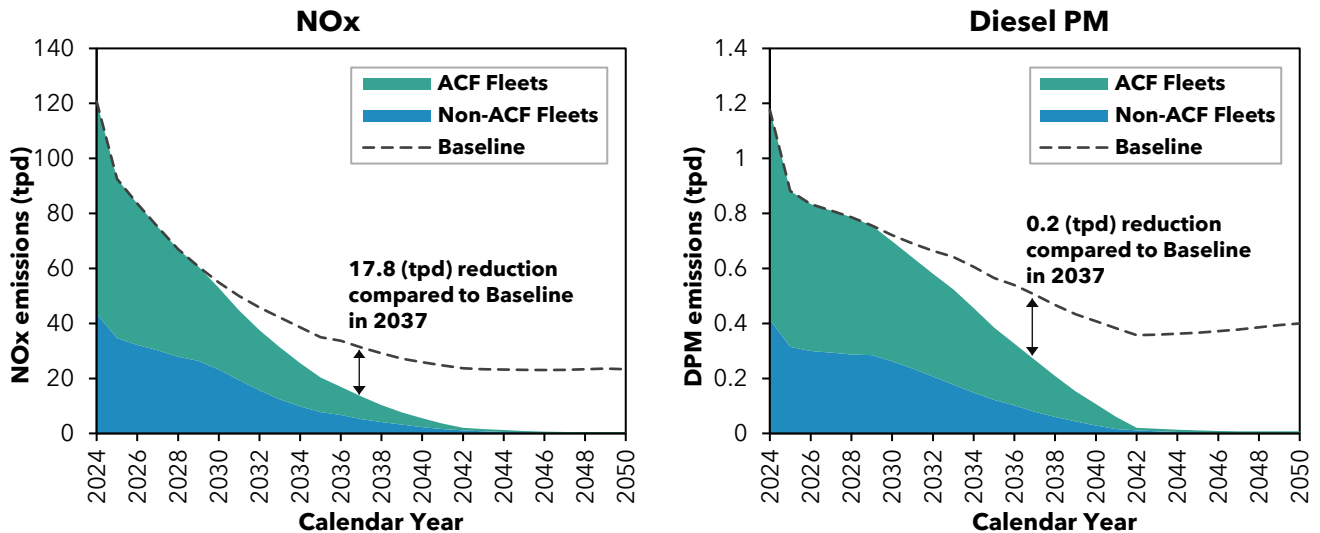 NOx
140
120
100
80
60
40
20
0
NOx emissions (tpd)
ACF Fleets
Non-ACF Fleets
Baseline
17.8 (tpd) reduction
compared to Baseline
in 2037
2024
2026
2028
2030
2032
2034
2036
2038
2040
2042
2044
2046
2048
2050
Calendar Year
Diesel PM
1.4
1.2
1
0.8
0.6
0.4
0.2
0
DPM emissions (tpd)
ACF Fleets
Non-ACF Fleets
Baseline
0.2 (tpd) reduction
compared to Baseline
in 2037
2024
2026
2028
2030
2032
2034
2036
2038
2040
2042
2044
2046
2048
2050
Calendar Year